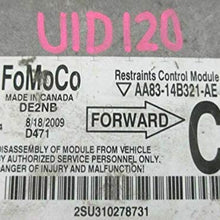 UID120
FoMoCo
MADE IN CANADA
DE2NB
8/18/2009
D471
Restraints Control Module
AA83-14B321-AE
FORWARD
C
DISASSEMBLY OF MODULE FROM VEHICLE
BY AUTHORIZED PERSONNEL ONLY
DANGER OF INJURY AND MALFUNCTION!
2SU310278731